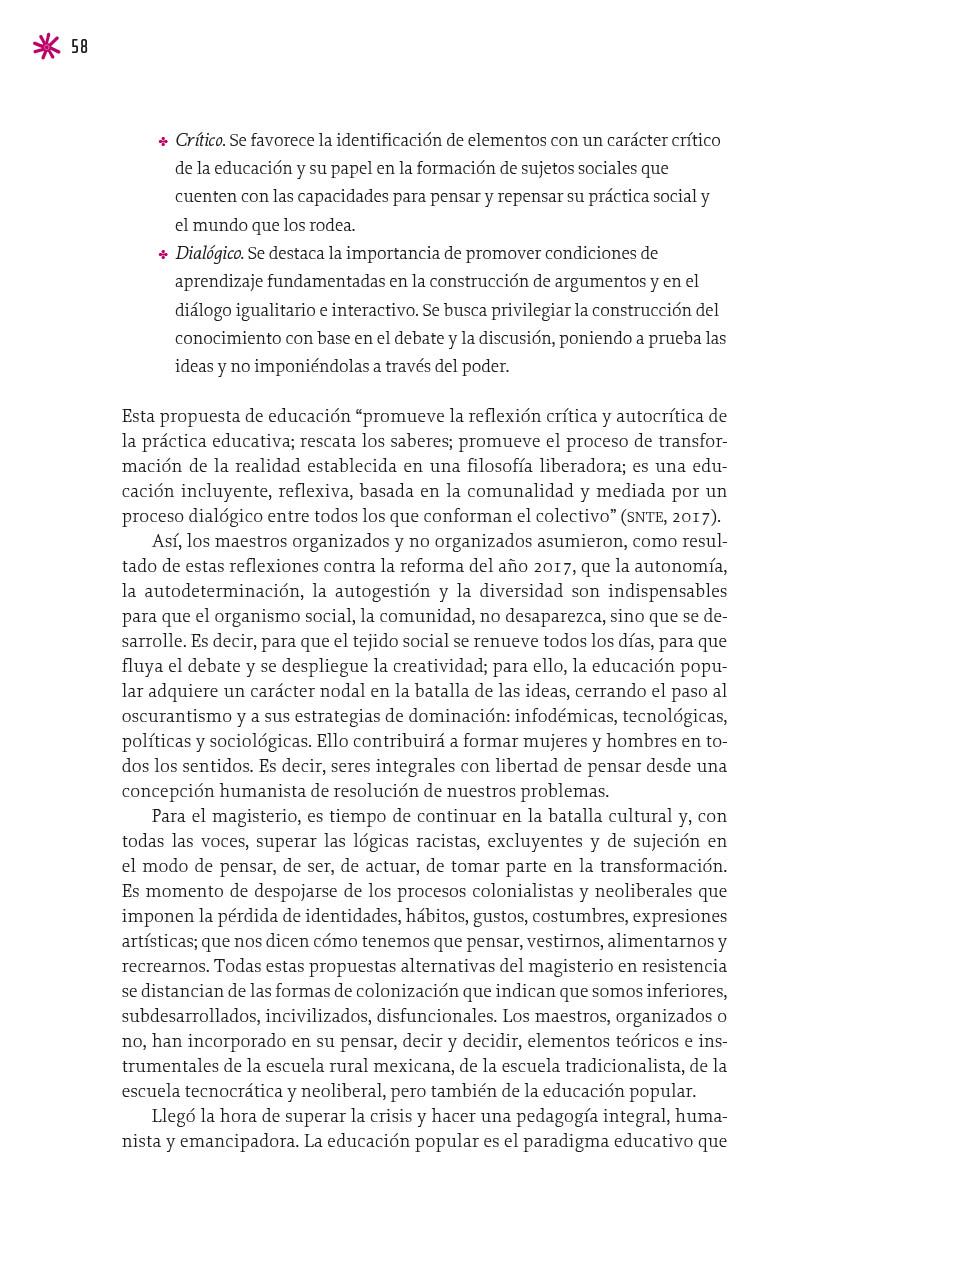 58
Crítico. Se favorece la identificación de elementos con un carácter crítico
de la educación y su papel en la formación de sujetos sociales que
cuenten con las capacidades para pensar y repensar su práctica social y
el mundo que los rodea.
Dialógico. Se destaca la importancia de promover condiciones de
aprendizaje fundamentadas en la construcción de argumentos y en el
diálogo igualitario e interactivo. Se busca privilegiar la construcción del
conocimiento con base en el debate y la discusión, poniendo a prueba las
ideas y no imponiéndolas a través del poder.
Esta propuesta de educación “promueve la reflexión crítica y autocrítica de
la práctica educativa; rescata los saberes; promueve el proceso de transfor-
mación de la realidad establecida en una filosofía liberadora; es una edu-
cación incluyente, reflexiva, basada en la comunalidad y mediada por un
proceso dialógico entre todos los que conforman el colectivo” (SNTE, 2017).
Así, los maestros organizados y no organizados asumieron, como resul-
tado de estas reflexiones contra la reforma del año 2017, que la autonomía,
la autodeterminación, la autogestión y la diversidad son indispensables
para que el organismo social, la comunidad, no desaparezca, sino que se de-
sarrolle. Es decir, para que el tejido social se renueve todos los días, para que
fluya el debate y se despliegue la creatividad; para ello, la educación popu-
lar adquiere un carácter nodal en la batalla de las ideas, cerrando el paso al
oscurantismo y a sus estrategias de dominación: infodémicas, tecnológicas,
políticas y sociológicas. Ello contribuirá a formar mujeres y hombres en to-
dos los sentidos. Es decir, seres integrales con libertad de pensar desde una
concepción humanista de resolución de nuestros problemas.
Para el magisterio, es tiempo de continuar en la batalla cultural y, con
todas las voces, superar las lógicas racistas, excluyentes y de sujeción en
el modo de pensar, de ser, de actuar, de tomar parte en la transformación.
Es momento de despojarse de los procesos colonialistas y neoliberales que
imponen la pérdida de identidades, hábitos, gustos, costumbres, expresiones
artísticas; que nos dicen cómo tenemos que pensar, vestirnos, alimentarnos y
recrearnos. Todas estas propuestas alternativas del magisterio en resistencia
se distancian de las formas de colonización que indican que somos inferiores,
subdesarrollados, incivilizados, disfuncionales. Los maestros, organizados o
no, han incorporado en su pensar, decir y decidir, elementos teóricos e ins-
trumentales de la escuela rural mexicana, de la escuela tradicionalista, de la
escuela tecnocrática y neoliberal, pero también de la educación popular.
Llegó la hora de superar la crisis y hacer una pedagogía integral, huma-
nista y emancipadora. La educación popular es el paradigma educativo que